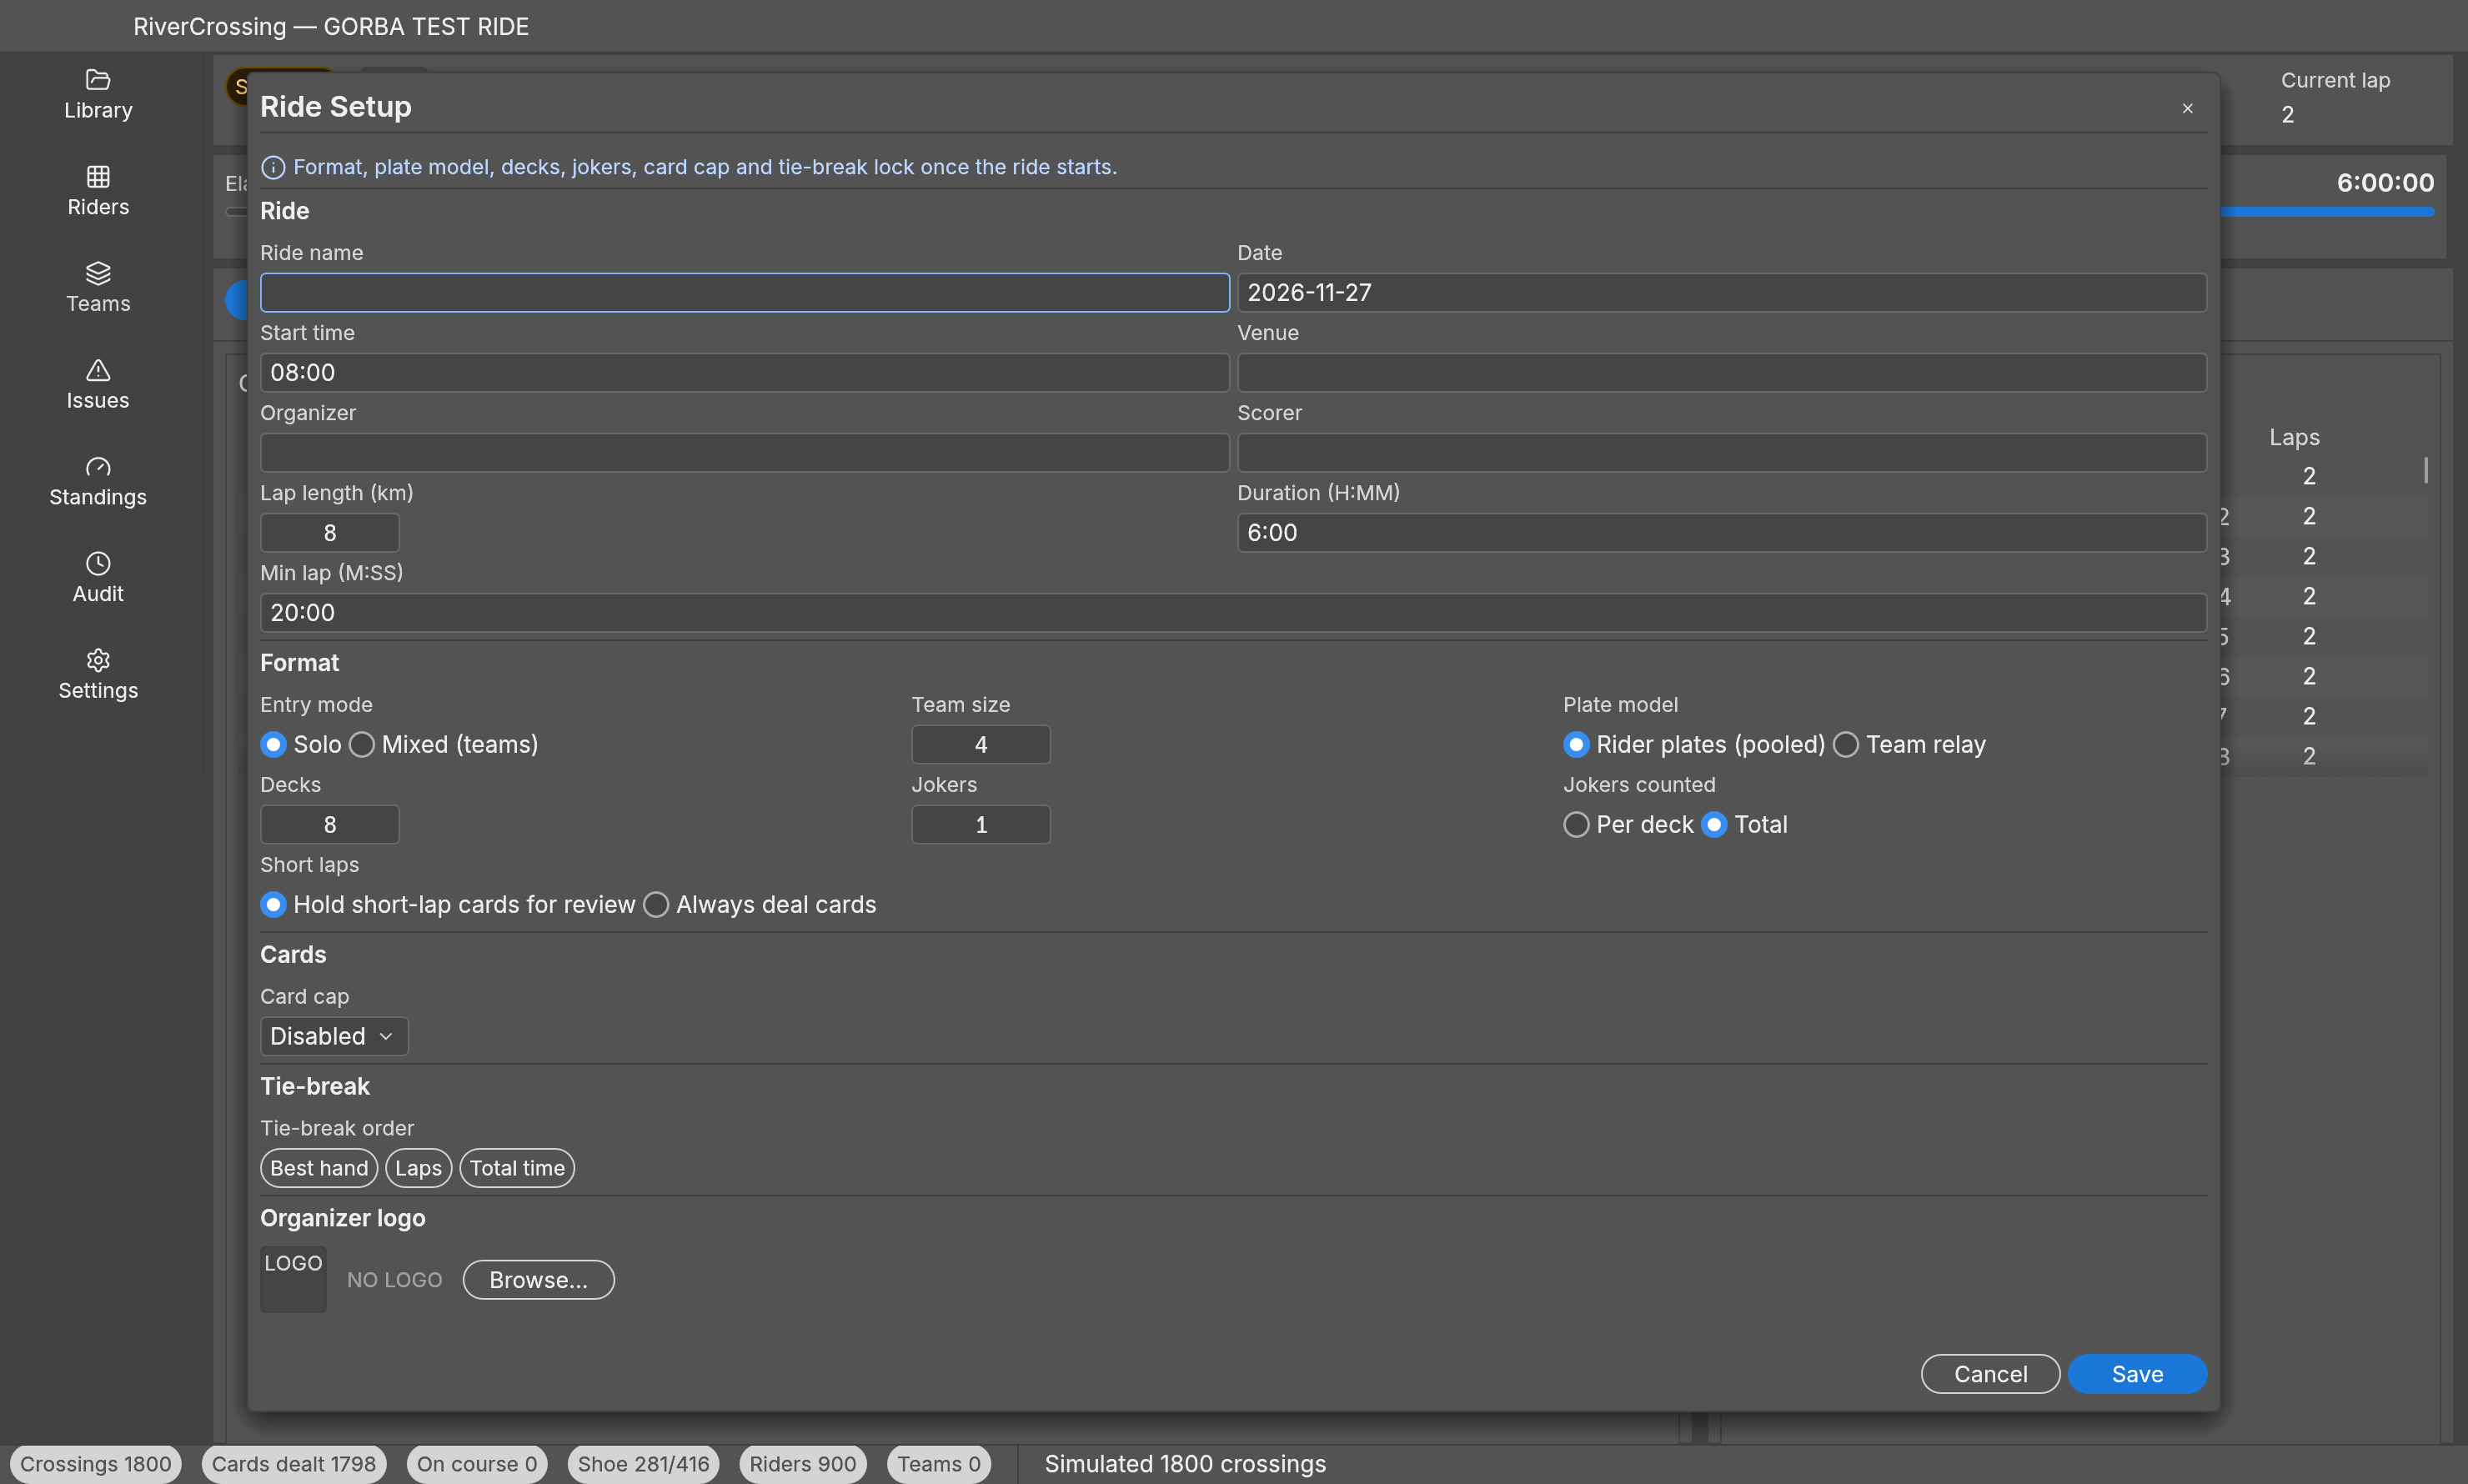 RiverCrossing — GORBA TEST RIDE
Library
Riders
Teams
Issues
Standings
Audit
Settings
Current lap
2
6:00:00
Laps
2
2
2
2
2
2
2
2
Ride Setup
Format, plate model, decks, jokers, card cap and tie-break lock once the ride starts.
Ride
Ride name
Date
2026-11-27
Start time
Venue
08:00
Organizer
Scorer
Lap length (km)
Duration (H:MM)
8
6:00
Min lap (M:SS)
20:00
Format
Entry mode
Team size
Plate model
Solo Mixed (teams)
4
Rider plates (pooled) Team relay
Decks
Jokers
Jokers counted
8
1
Per deck Total
Short laps
Hold short-lap cards for review Always deal cards
Cards
Card cap
Disabled
Tie-break
Tie-break order
Best hand Laps Total time
Organizer logo
LOGO
NO LOGO
Browse...
Cancel
Save
Crossings 1800
Cards dealt 1798
On course 0
Shoe 281/416
Riders 900
Teams 0
Simulated 1800 crossings